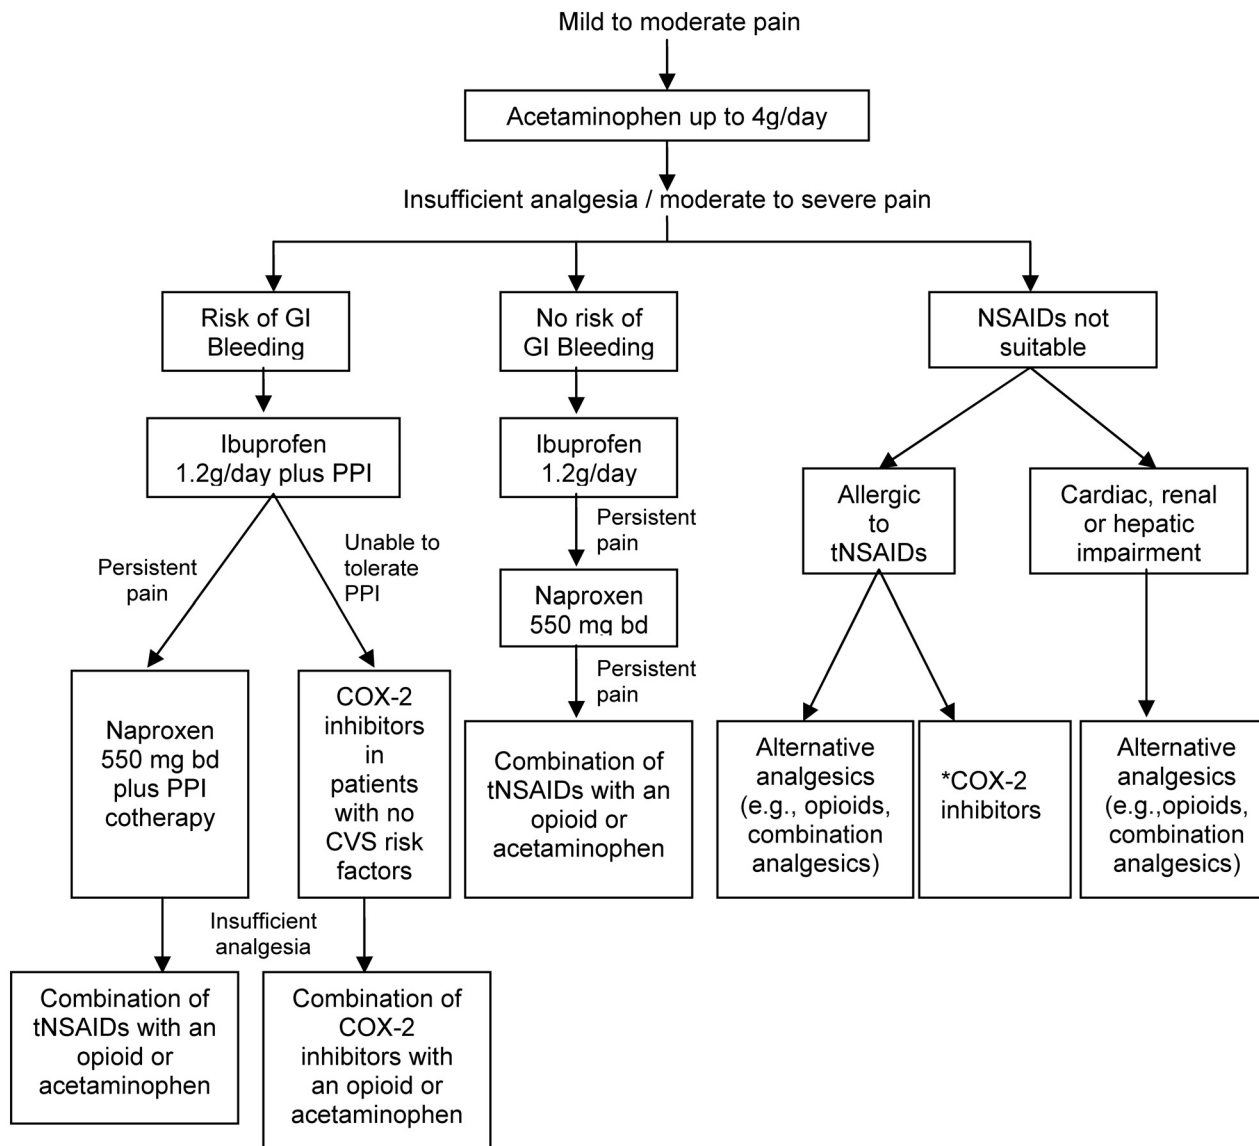 Mild to moderate pain
Acetaminophen up to 4g/day
Insufficient analgesia / moderate to severe pain
Risk of GI
Bleeding
No risk of
GI Bleeding
NSAIDs not
suitable
Ibuprofen
1.2g/day plus PPI
Ibuprofen
1.2g/day
Allergic
to
tNSAIDs
Cardiac, renal
or hepatic
impairment
Persistent
pain
Unable to
tolerate
PPI
Persistent
pain
Naproxen
550 mg bd
Persistent
pain
Naproxen
550 mg bd
plus PPI
cotherapy
COX-2
inhibitors
in
patients
with no
CVS risk
factors
Combination of
tNSAIDs with an
opioid or
acetaminophen
Alternative
analgesics
(e.g., opioids,
combination
analgesics)
*COX-2
inhibitors
Alternative
analgesics
(e.g.,opioids,
combination
analgesics)
Insufficient
analgesia
Combination of
tNSAIDs with an
opioid or
acetaminophen
Combination of
COX-2
inhibitors with
an opioid or
acetaminophen